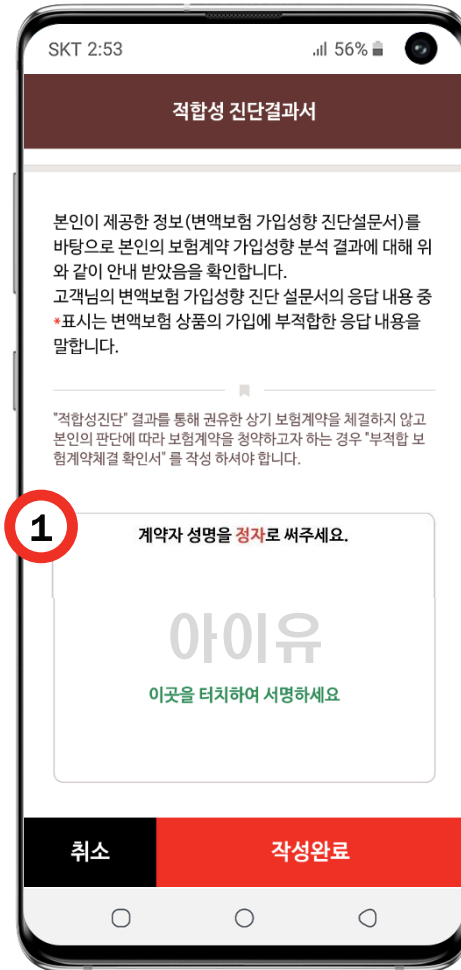 SKT 2:53
56%
적합성 진단결과서
본인이 제공한 정보(변액보험 가입성향 진단설문서)를
바탕으로 본인의 보험계약 가입성향 분석 결과에 대해 위
와 같이 안내 받았음을 확인합니다.
고객님의 변액보험 가입성향 진단 설문서의 응답 내용 중
*표시는 변액보험 상품의 가입에 부적합한 응답 내용을
말합니다.
"적합성진단" 결과를 통해 권유한 상기 보험계약을 체결하지 않고
본인의 판단에 따라 보험계약을 청약하고자 하는 경우 "부적합 보
험계약체결 확인서" 를 작성 하셔야 합니다.
1
계약자 성명을 정자로 써주세요.
아이유
이곳을 터치하여 서명하세요
취소
작성완료